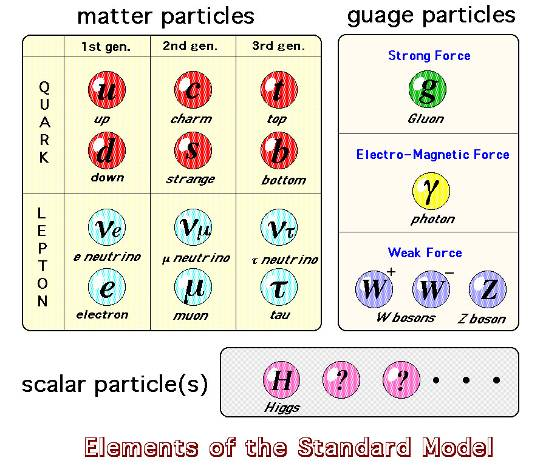 matter particles
guage particles
1st gen. 2nd gen. 3rd gen.
QUARK
u c t
up charm top
d s b
down strange bottom
LEPTON
νe νμ ντ
e neutrino μ neutrino τ neutrino
e μ τ
electron muon tau
Strong Force
g
Gluon
Electro-Magnetic Force
γ
photon
Weak Force
W+ W− Z
W bosons Z boson
scalar particle(s)
H ? ? • • •
Higgs
Elements of the Standard Model